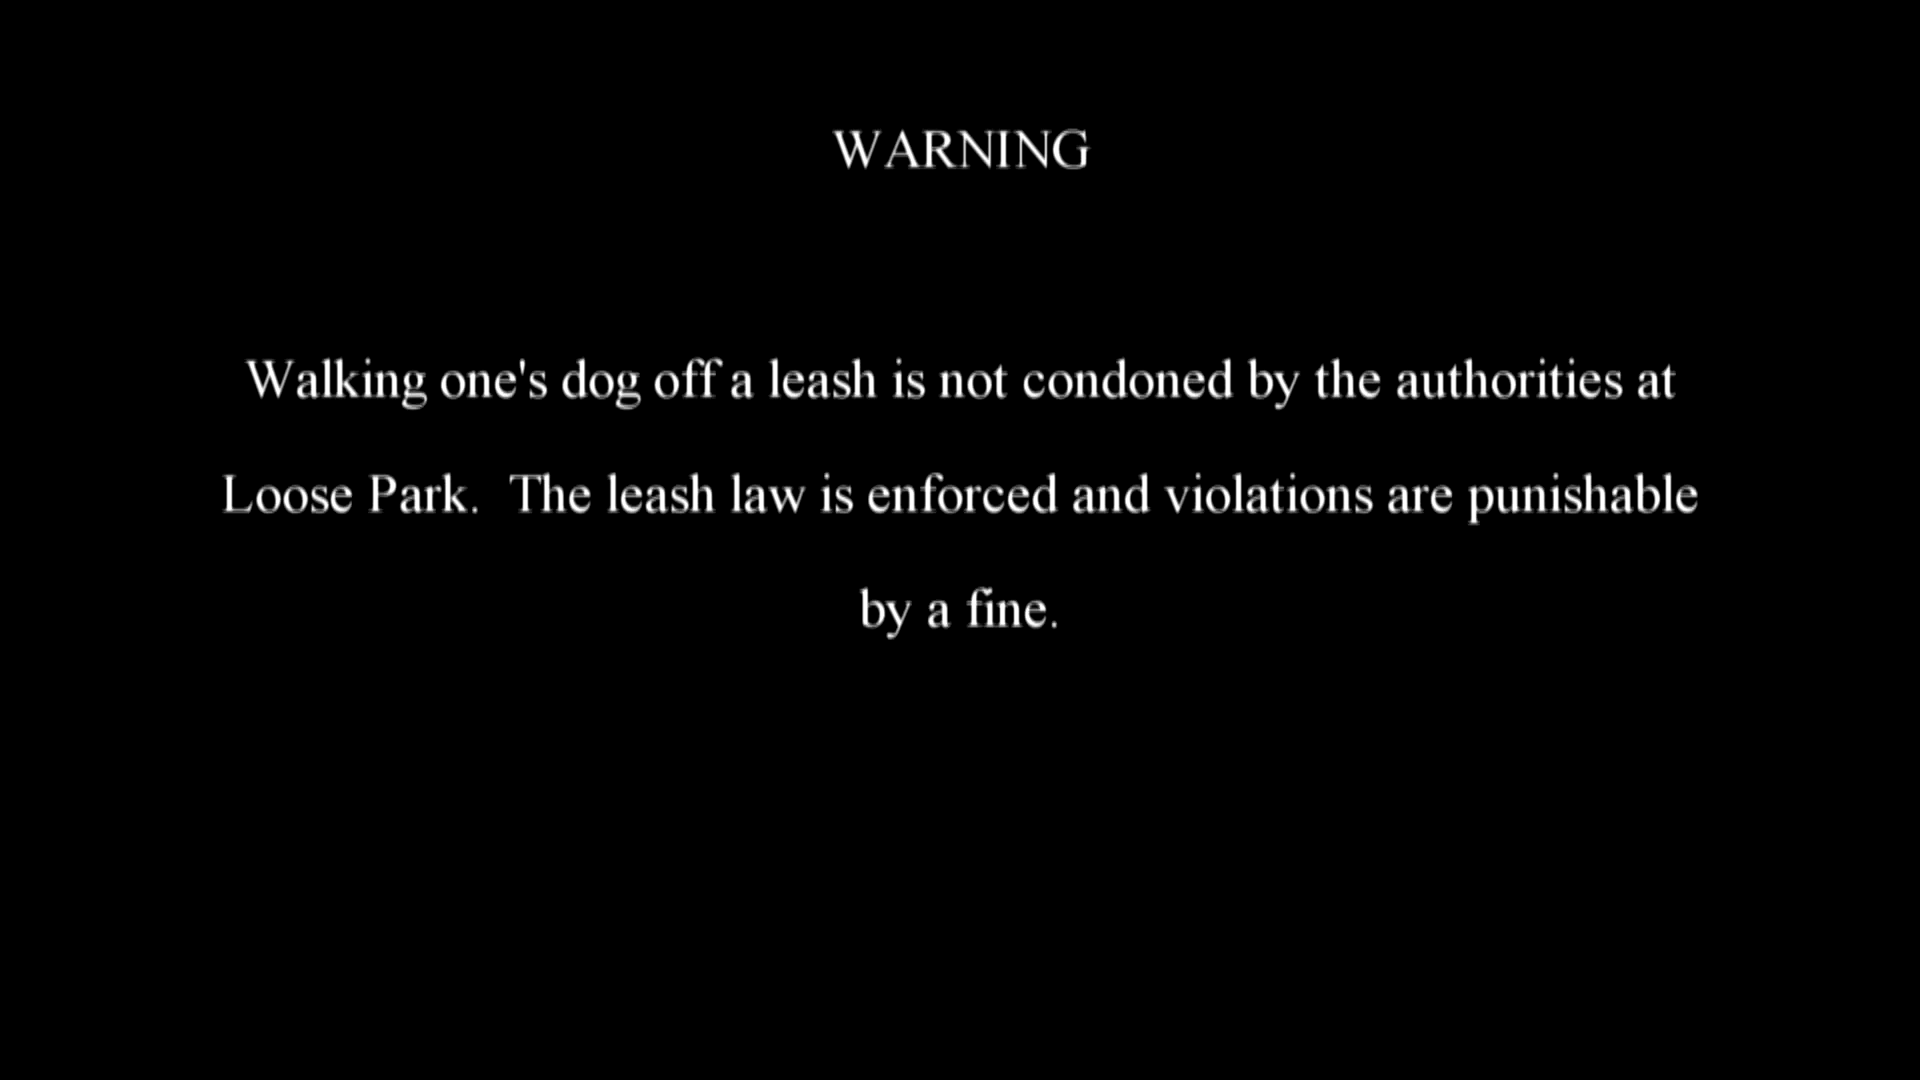 WARNING
Walking one's dog off a leash is not condoned by the authorities at
Loose Park.  The leash law is enforced and violations are punishable
by a fine.